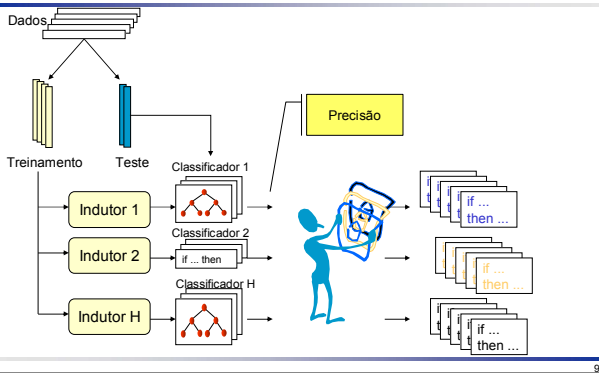 Dados
Precisão
Treinamento
Teste
Classificador 1
Indutor 1
if ...
then ...
Classificador 2
Indutor 2
if ... then
if ...
then ...
Classificador H
Indutor H
if ...
then ...
9